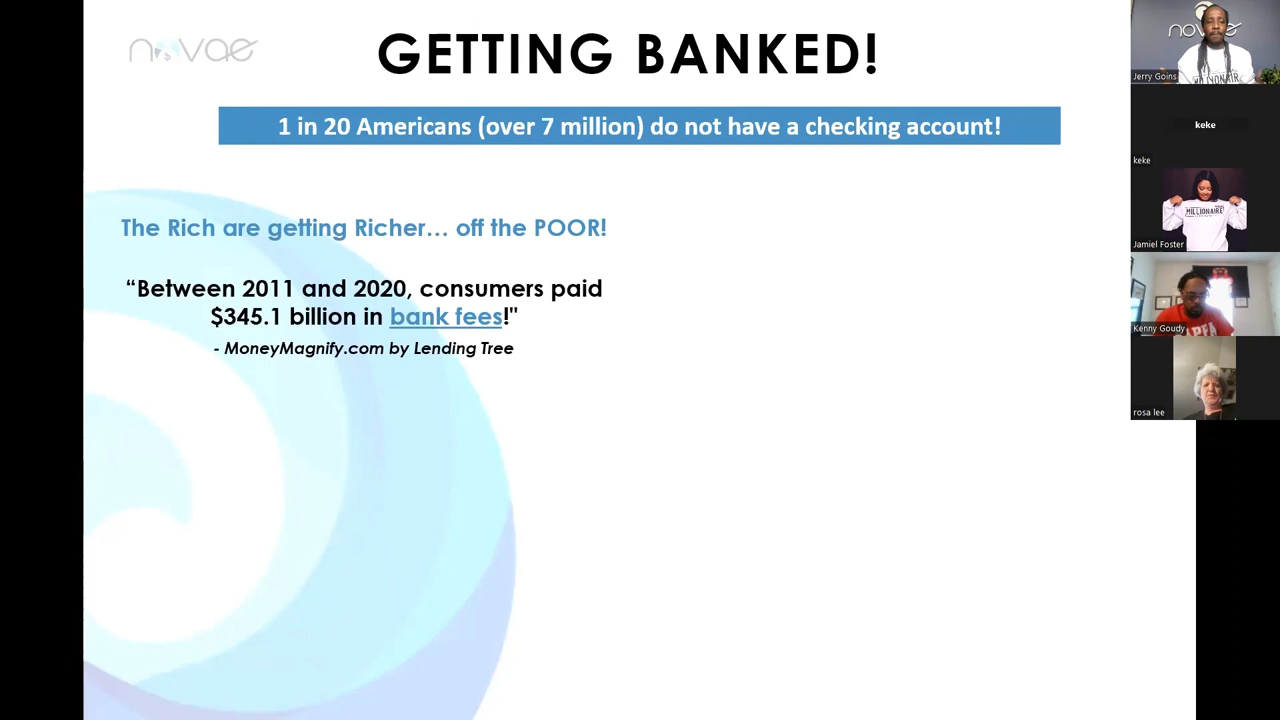 novae
GETTING BANKED!
1 in 20 Americans (over 7 million) do not have a checking account!
The Rich are getting Richer... off the POOR!
“Between 2011 and 2020, consumers paid
$345.1 billion in bank fees!"
- MoneyMagnify.com by Lending Tree
novae
Jerry Goins
keke
keke
MILLIONAIRE
Jamiel Foster
Kenny Goudy
rosa lee